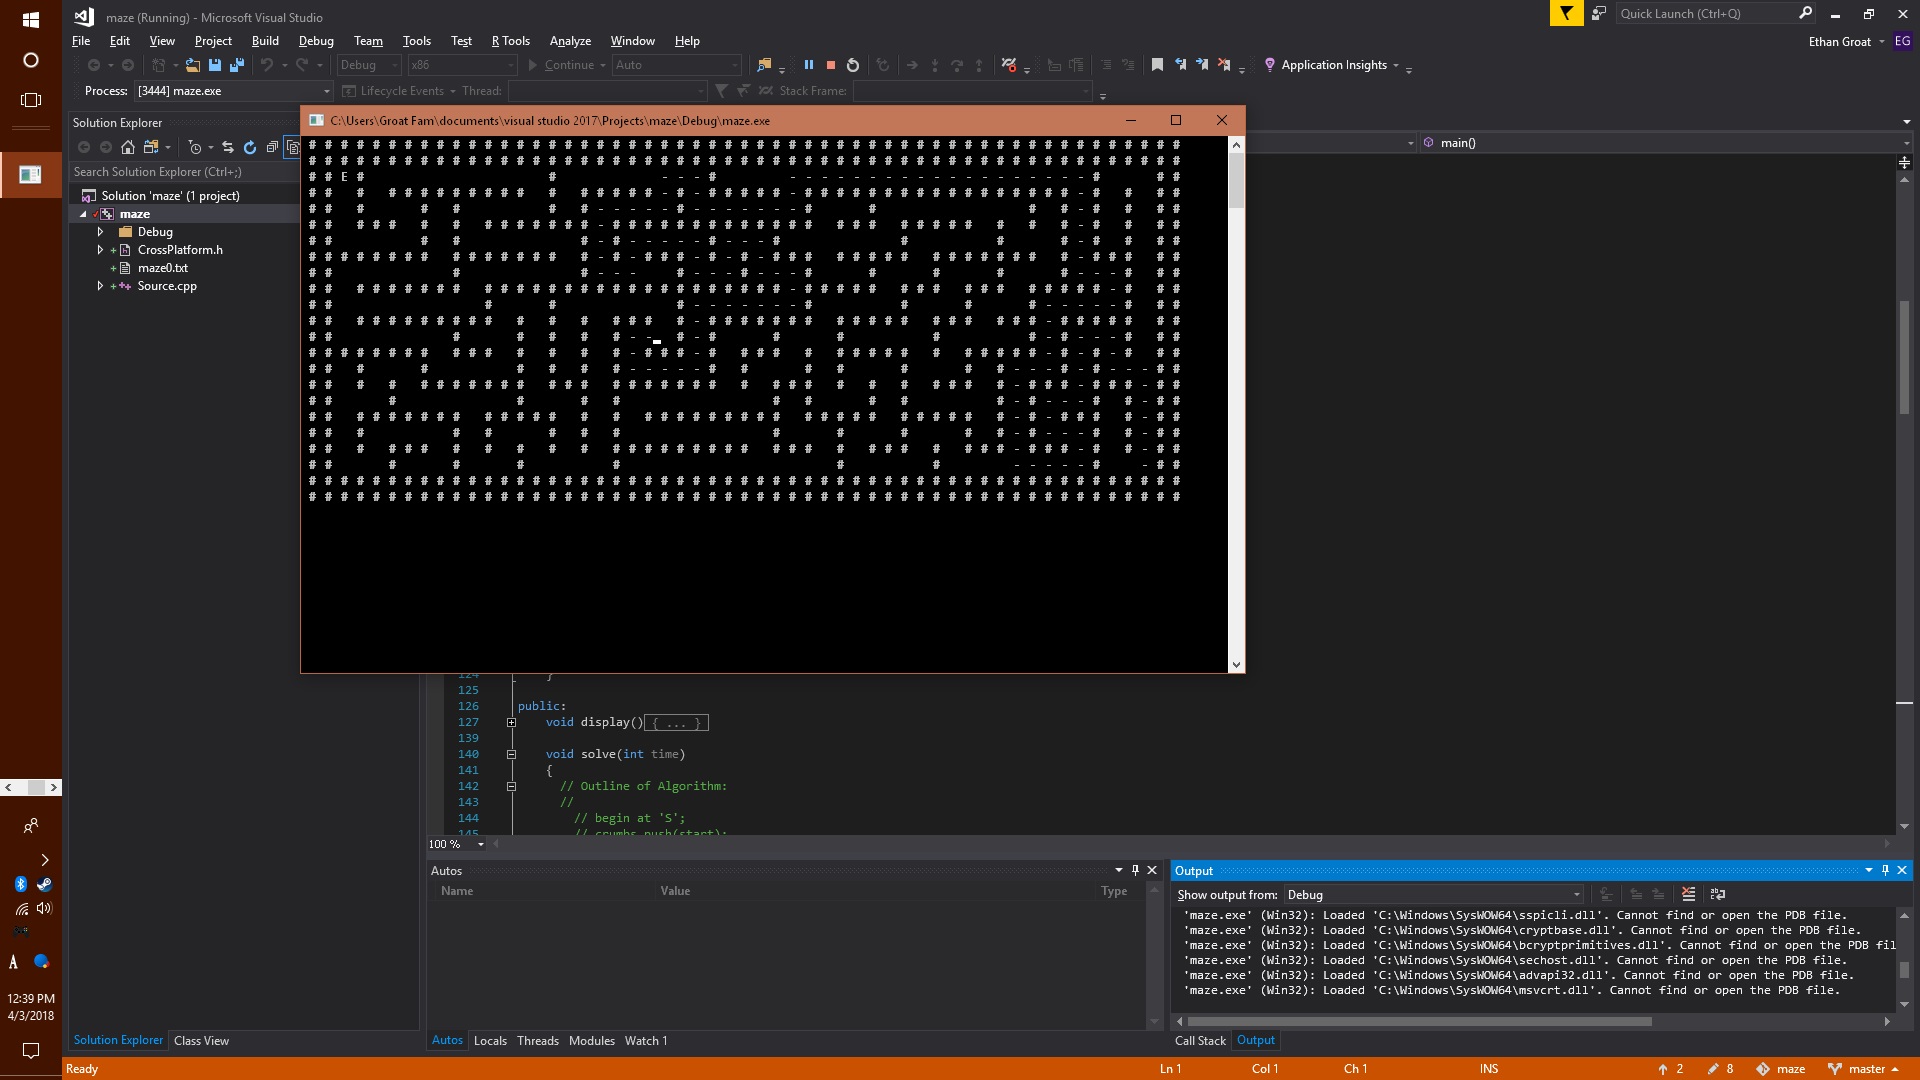 maze (Running) - Microsoft Visual Studio
Quick Launch (Ctrl+Q)
File Edit View Project Build Debug Team Tools Test R Tools Analyze Window Help
Ethan Groat EG
Debug x86 Continue Auto Application Insights
Process: [3444] maze.exe Lifecycle Events Thread: Stack Frame:
Solution Explorer
C:\Users\Groat Fam\documents\visual studio 2017\Projects\maze\Debug\maze.exe
main()
Search Solution Explorer (Ctrl+;)
Solution 'maze' (1 project)
maze
Debug
CrossPlatform.h
maze0.txt
Source.cpp
E
124 }
125
126 public:
127 void display(){ ... }
139
140 void solve(int time)
141 {
142 // Outline of Algorithm:
143 //
144 // begin at 'S';
145 // crumbs.push(start);
100 %
Autos
Name Value Type
Output
Show output from: Debug
'maze.exe' (Win32): Loaded 'C:\Windows\SysWOW64\sspicli.dll'. Cannot find or open the PDB file.
'maze.exe' (Win32): Loaded 'C:\Windows\SysWOW64\cryptbase.dll'. Cannot find or open the PDB file.
'maze.exe' (Win32): Loaded 'C:\Windows\SysWOW64\bcryptprimitives.dll'. Cannot find or open the PDB fil
'maze.exe' (Win32): Loaded 'C:\Windows\SysWOW64\sechost.dll'. Cannot find or open the PDB file.
'maze.exe' (Win32): Loaded 'C:\Windows\SysWOW64\advapi32.dll'. Cannot find or open the PDB file.
'maze.exe' (Win32): Loaded 'C:\Windows\SysWOW64\msvcrt.dll'. Cannot find or open the PDB file.
A
12:39 PM
4/3/2018
Solution Explorer Class View
Autos Locals Threads Modules Watch 1
Call Stack Output
Ready Ln 1 Col 1 Ch 1 INS 2 8 maze master